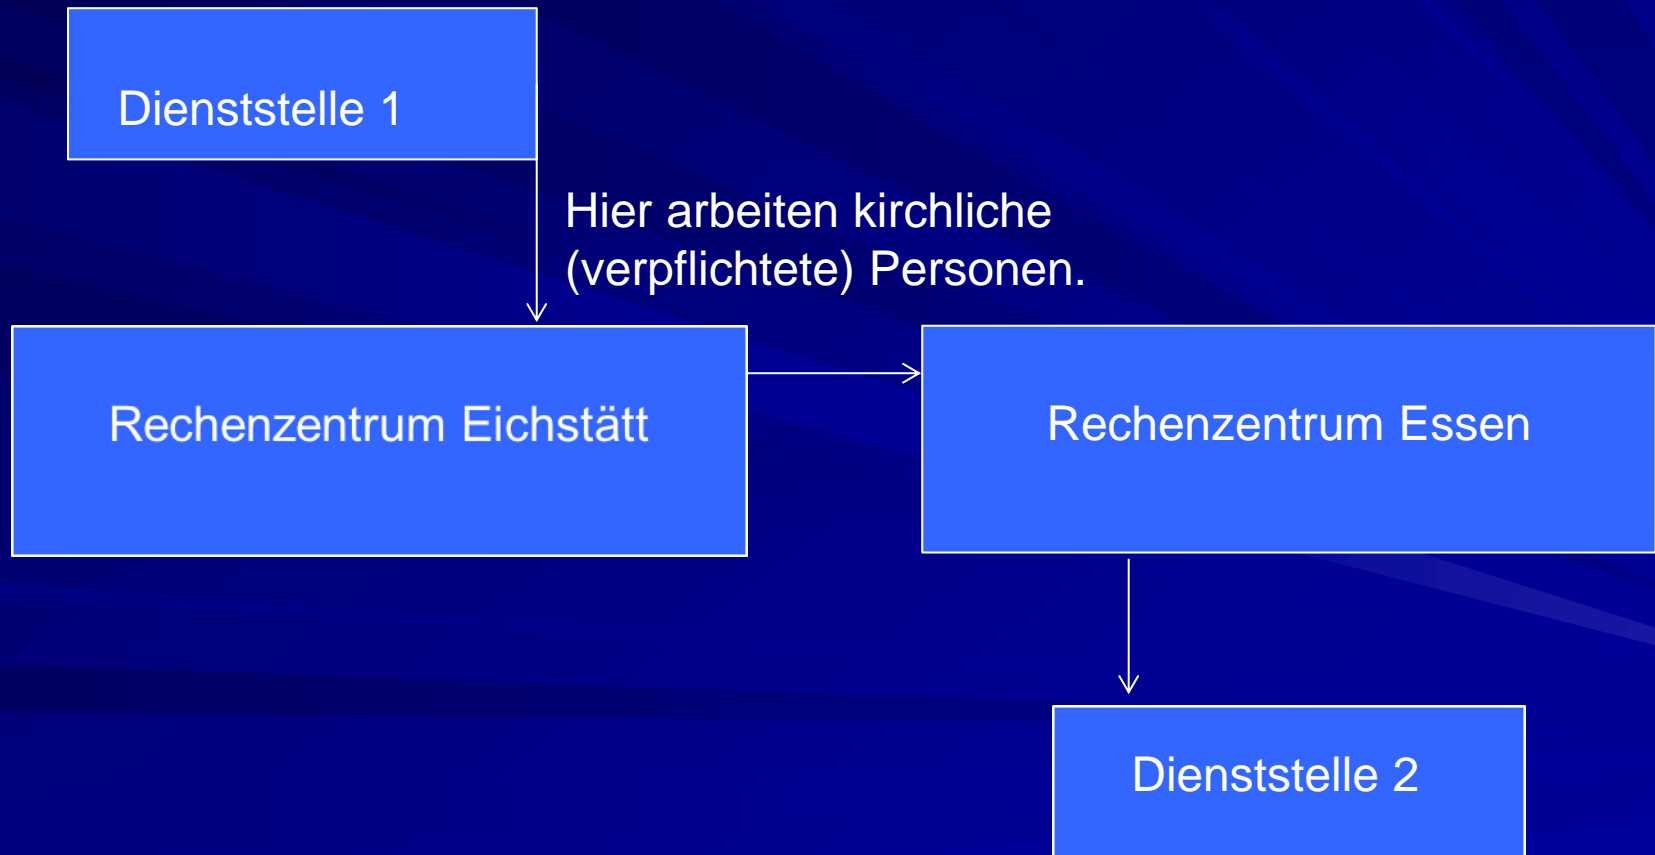 Dienststelle 1
Hier arbeiten kirchliche
(verpflichtete) Personen.
Rechenzentrum Eichstätt
Rechenzentrum Essen
Dienststelle 2